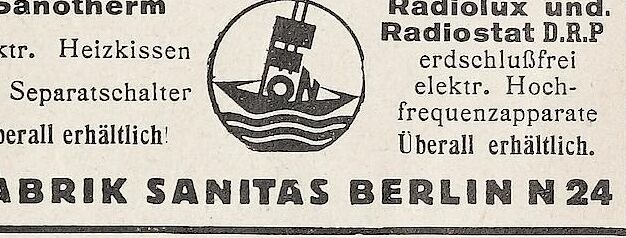 Sanotherm
ktr. Heizkissen
Separatschalter
berall erhältlich!
ON
Radiolux und.
Radiostat D.R.P
erdschlußfrei
elektr. Hoch-
frequenzapparate
Überall erhältlich.
ABRIK SANITAS BERLIN N 24